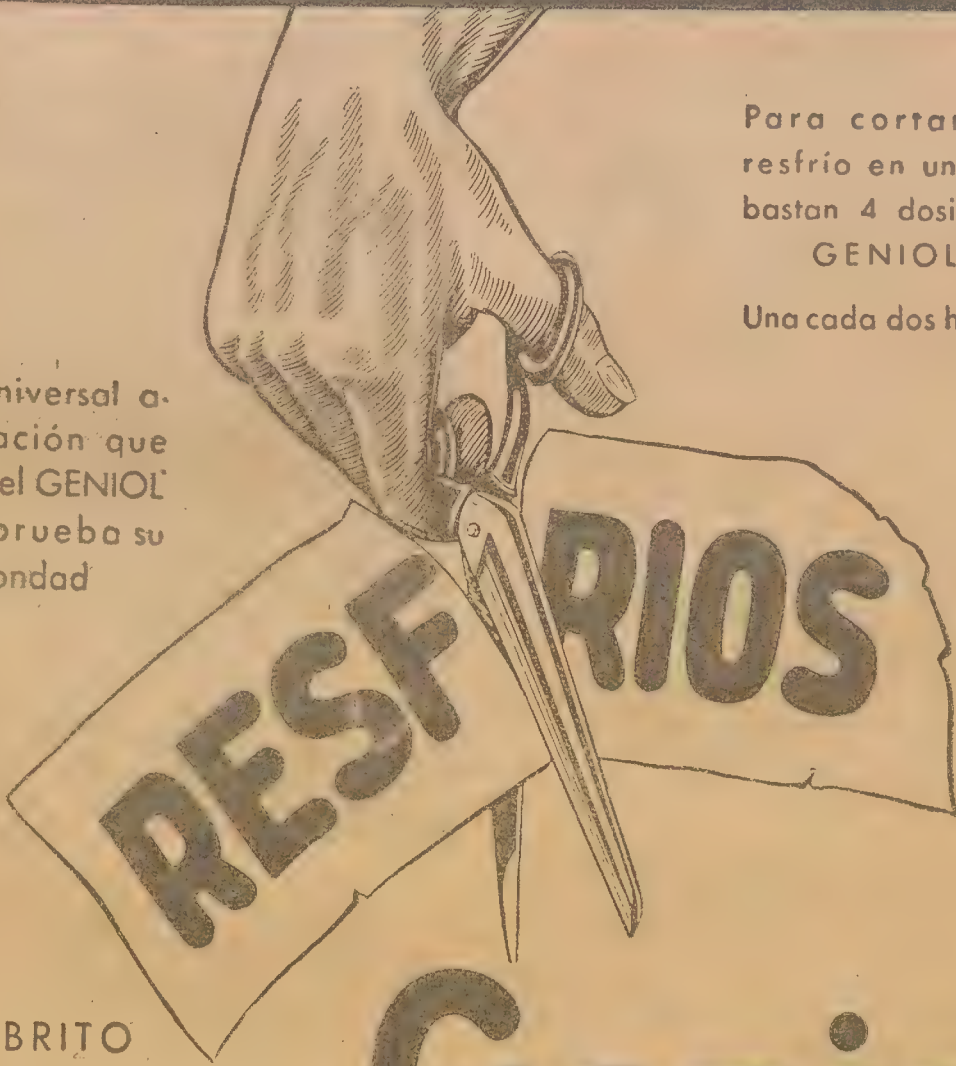 Para cortar
resfrío en un
bastan 4 dosi
GENIOL
Una cada dos h
niversal a-
ación que
el GENIOL
prueba su
ondad
RESF
RIOS
BRITO